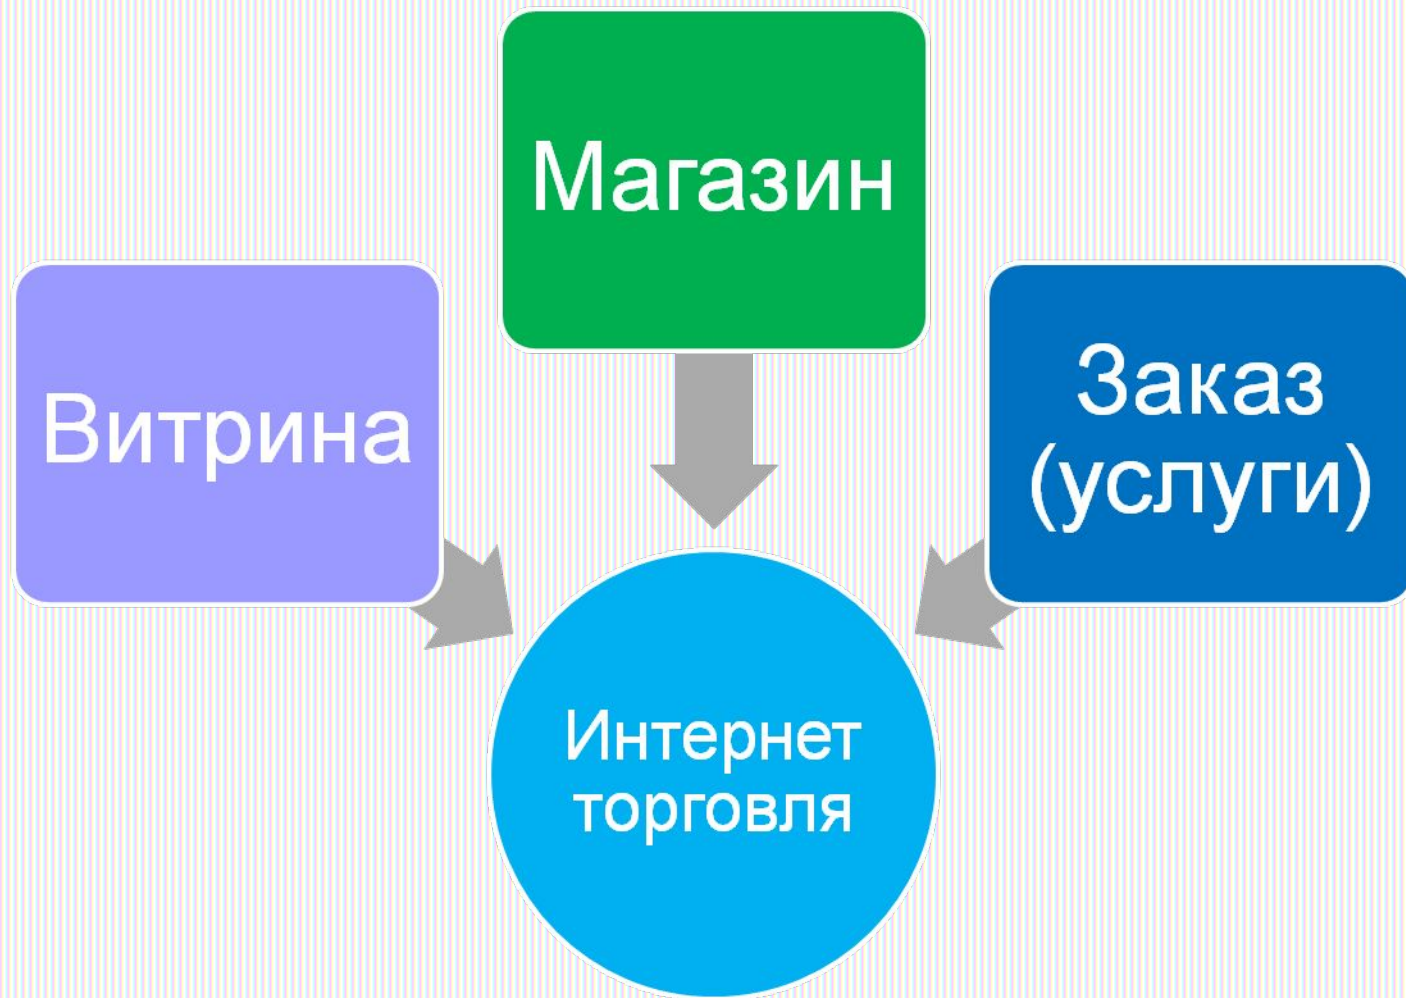 Магазин
Витрина
Заказ
(услуги)
Интернет
торговля